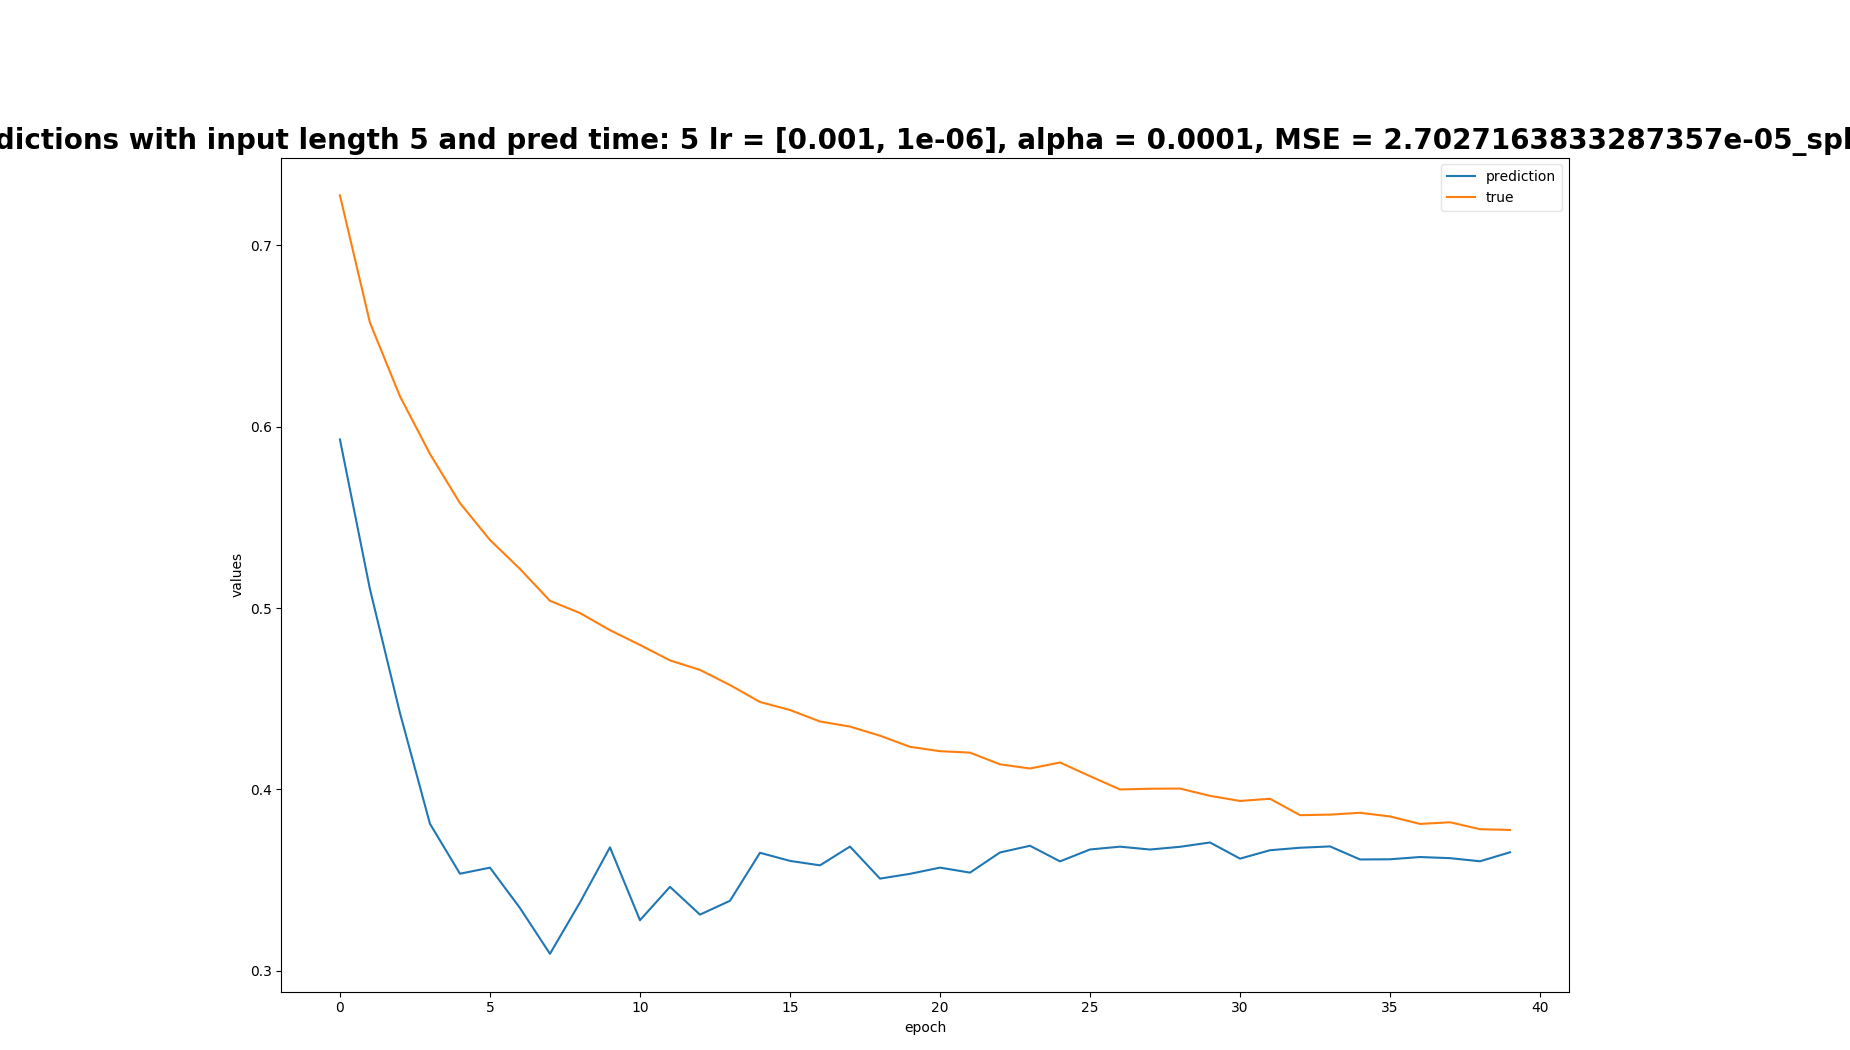 dictions with input length 5 and pred time: 5 lr = [0.001, 1e-06], alpha = 0.0001, MSE = 2.7027163833287357e-05_spl
prediction
true
0.7
0.6
0.5
0.4
0.3
values
0 5 10 15 20 25 30 35 40
epoch